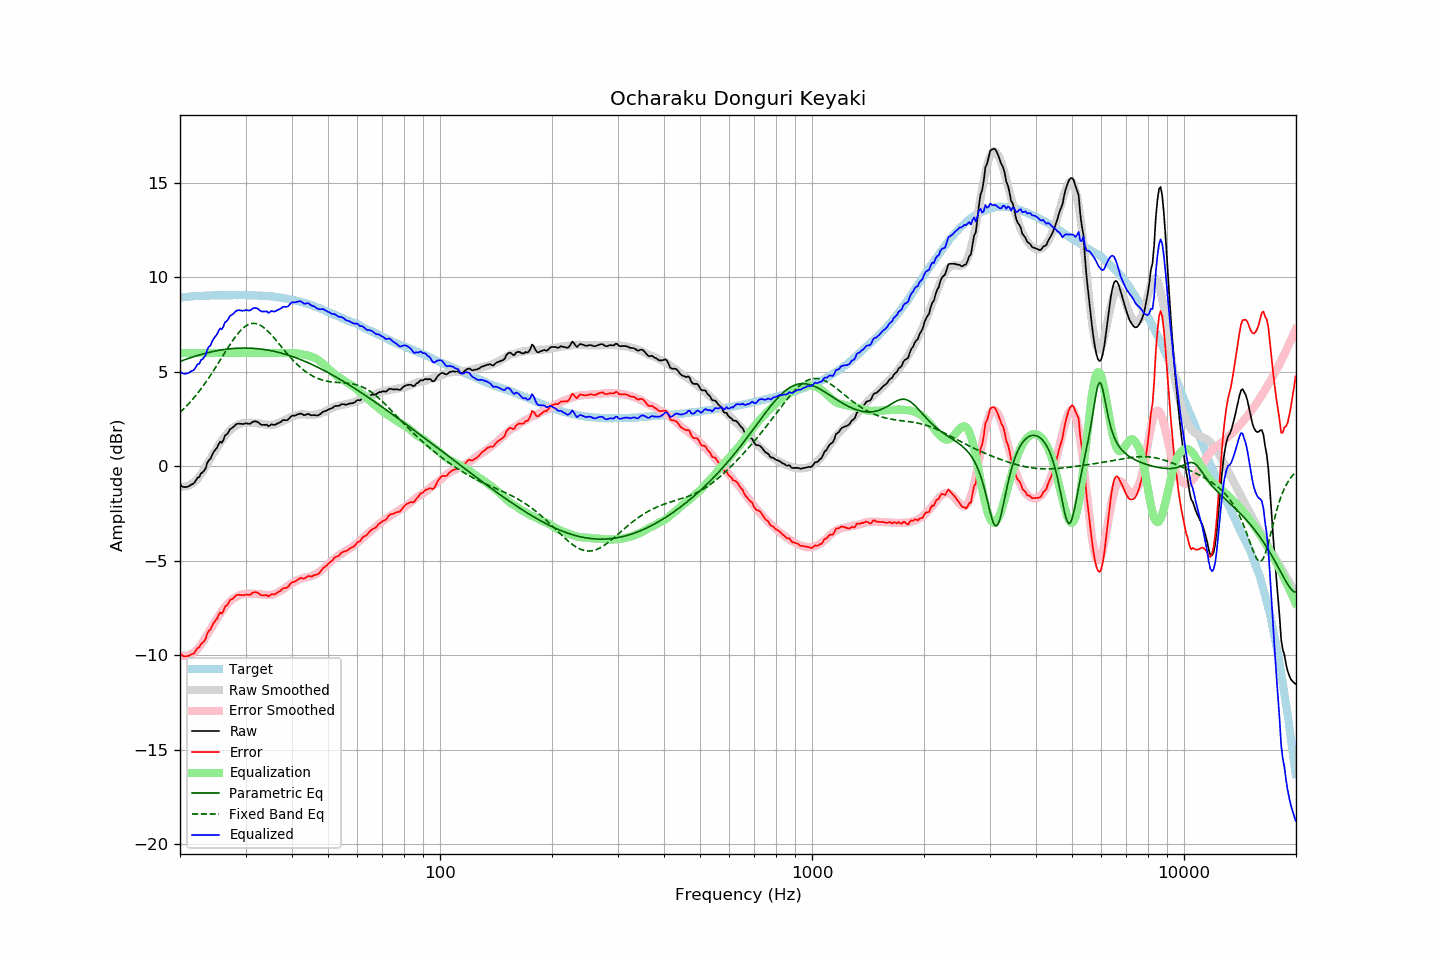 Ocharaku Donguri Keyaki
Amplitude (dBr)
15
10
5
0
−5
−10
−15
−20
Target
Raw Smoothed
Error Smoothed
Raw
Error
Equalization
Parametric Eq
Fixed Band Eq
Equalized
100
1000
10000
Frequency (Hz)